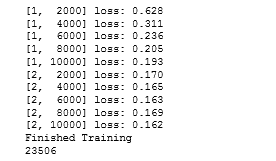 [1,  2000] loss: 0.628
[1,  4000] loss: 0.311
[1,  6000] loss: 0.236
[1,  8000] loss: 0.205
[1, 10000] loss: 0.193
[2,  2000] loss: 0.170
[2,  4000] loss: 0.165
[2,  6000] loss: 0.163
[2,  8000] loss: 0.169
[2, 10000] loss: 0.162
Finished Training
23506